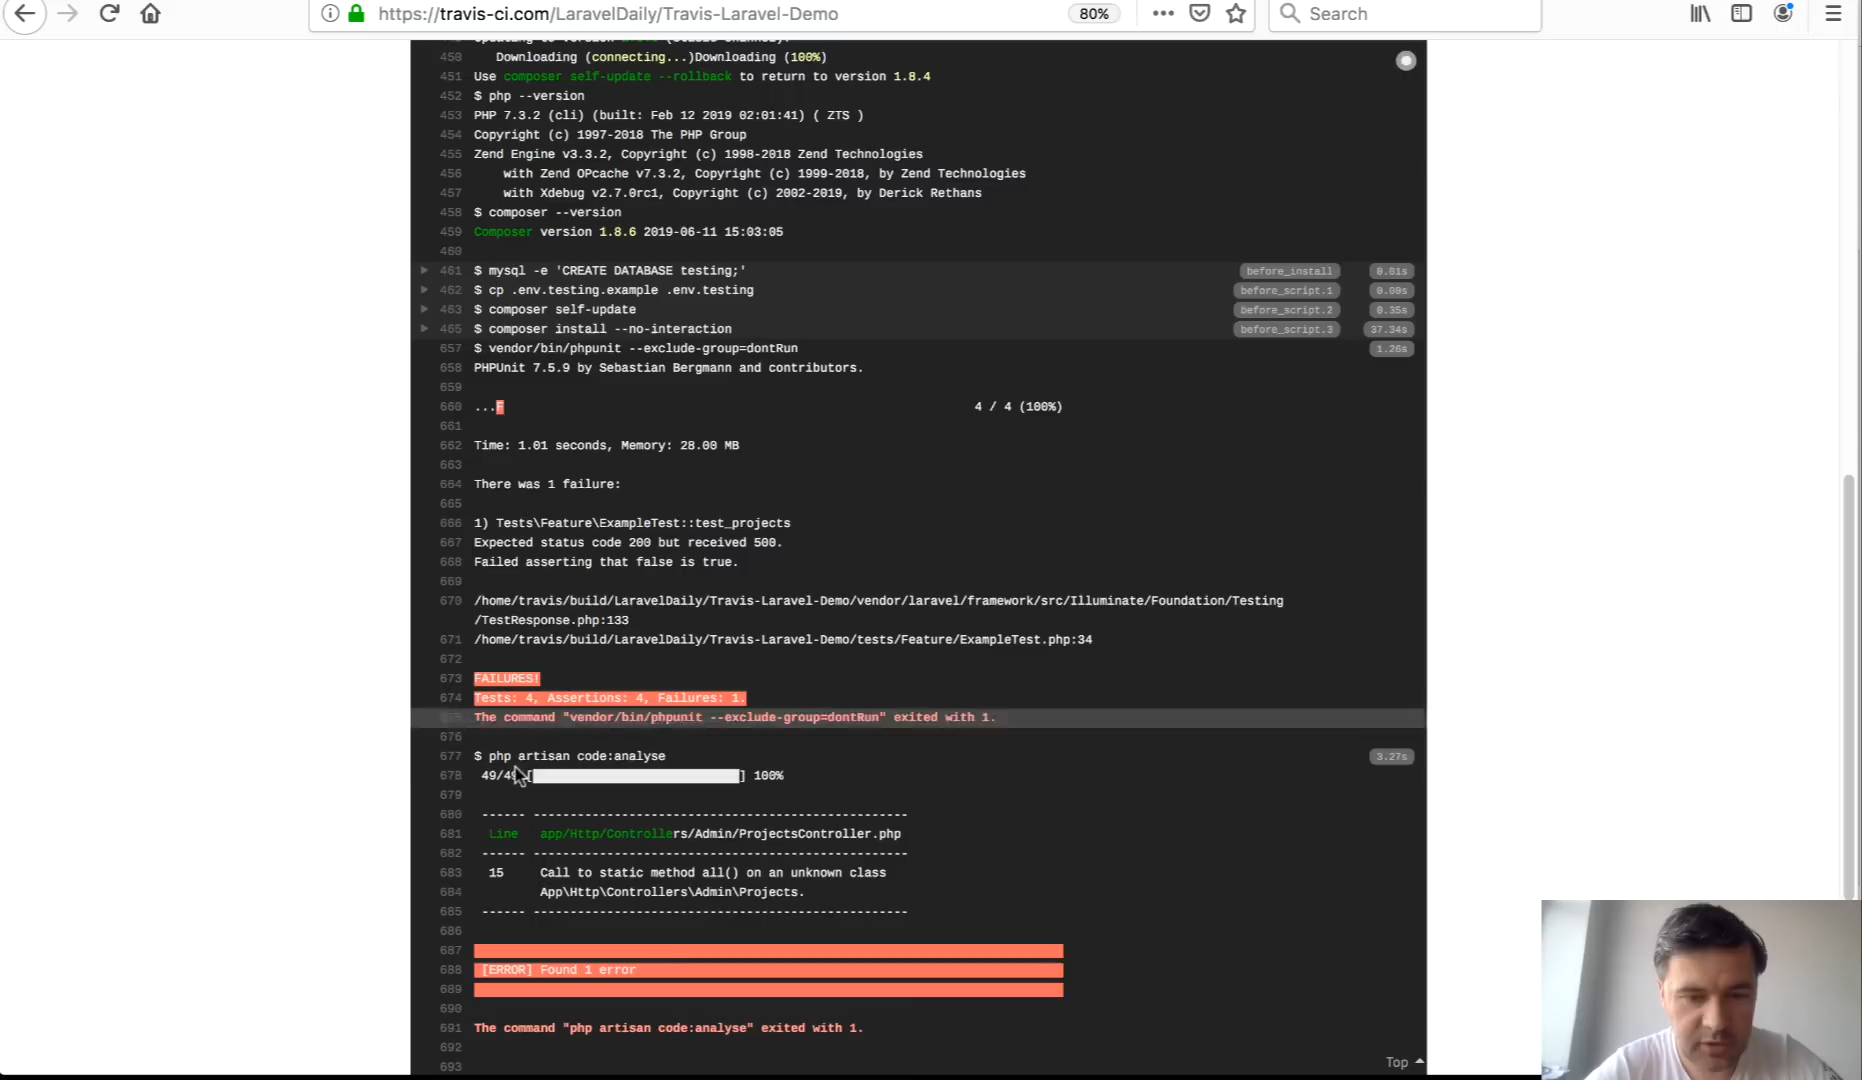 https://travis-ci.com/LaravelDaily/Travis-Laravel-Demo
80%
Search
450 Downloading (connecting...)Downloading (100%)
451 Use composer self-update --rollback to return to version 1.8.4
452 $ php --version
453 PHP 7.3.2 (cli) (built: Feb 12 2019 02:01:41) ( ZTS )
454 Copyright (c) 1997-2018 The PHP Group
455 Zend Engine v3.3.2, Copyright (c) 1998-2018 Zend Technologies
456 with Zend OPcache v7.3.2, Copyright (c) 1999-2018, by Zend Technologies
457 with Xdebug v2.7.0rc1, Copyright (c) 2002-2019, by Derick Rethans
458 $ composer --version
459 Composer version 1.8.6 2019-06-11 15:03:05
460
461 $ mysql -e 'CREATE DATABASE testing;' before_install 0.01s
462 $ cp .env.testing.example .env.testing before_script.1 0.00s
463 $ composer self-update before_script.2 0.35s
465 $ composer install --no-interaction before_script.3 37.34s
657 $ vendor/bin/phpunit --exclude-group=dontRun 1.26s
658 PHPUnit 7.5.9 by Sebastian Bergmann and contributors.
659
660 ...F 4 / 4 (100%)
661
662 Time: 1.01 seconds, Memory: 28.00 MB
663
664 There was 1 failure:
665
666 1) Tests\Feature\ExampleTest::test_projects
667 Expected status code 200 but received 500.
668 Failed asserting that false is true.
669
670 /home/travis/build/LaravelDaily/Travis-Laravel-Demo/vendor/laravel/framework/src/Illuminate/Foundation/Testing
/TestResponse.php:133
671 /home/travis/build/LaravelDaily/Travis-Laravel-Demo/tests/Feature/ExampleTest.php:34
672
673 FAILURES!
674 Tests: 4, Assertions: 4, Failures: 1.
The command "vendor/bin/phpunit --exclude-group=dontRun" exited with 1.
676
677 $ php artisan code:analyse 3.27s
678 49/49 [ ] 100%
679
680 ------ ---------------------------------------------------
681 Line app/Http/Controllers/Admin/ProjectsController.php
682 ------ ---------------------------------------------------
683 15 Call to static method all() on an unknown class
684 App\Http\Controllers\Admin\Projects.
685 ------ ---------------------------------------------------
686
687
688 [ERROR] Found 1 error
689
690
691 The command "php artisan code:analyse" exited with 1.
692
693
Top